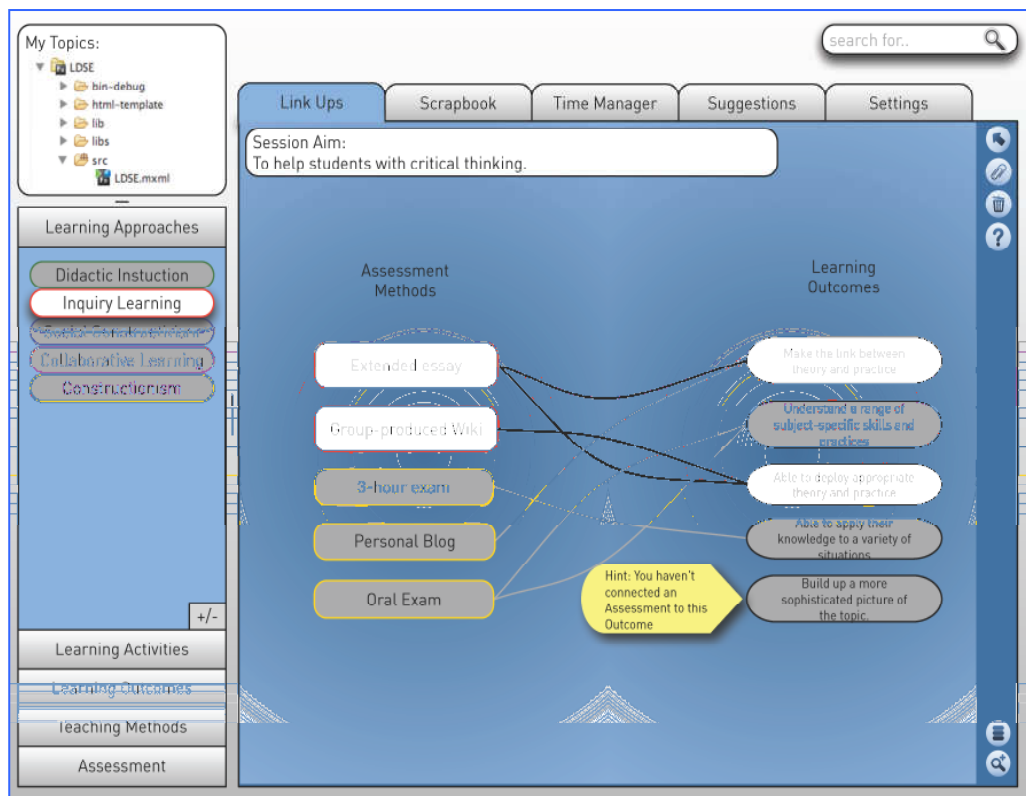 My Topics:
LDSE
bin-debug
html-template
lib
libs
src
LDSE.mxml
search for..
Link Ups
Scrapbook
Time Manager
Suggestions
Settings
Session Aim:
To help students with critical thinking.
Learning Approaches
Didactic Instuction
Inquiry Learning
Social Constructivism
Collaborative Learning
Constructionism
+/-
Learning Activities
Learning Outcomes
Teaching Methods
Assessment
Assessment
Methods
Extended essay
Group-produced Wiki
3-hour exam
Personal Blog
Oral Exam
Learning
Outcomes
Make the link between
theory and practice
Understand a range of
subject-specific skills and
practices
Able to deploy appropriate
theory and practice
Able to apply their
knowledge to a variety of
situations
Build up a more
sophisticated picture of
the topic.
Hint: You haven't
connected an
Assessment to this
Outcome
?